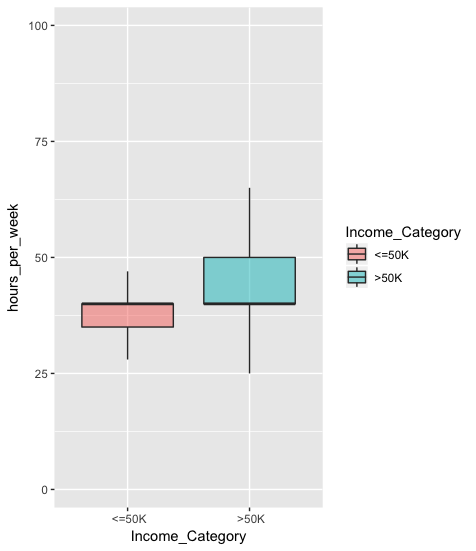 100
75
50
25
0
hours_per_week
<=50K
>50K
Income_Category
Income_Category
<=50K
>50K